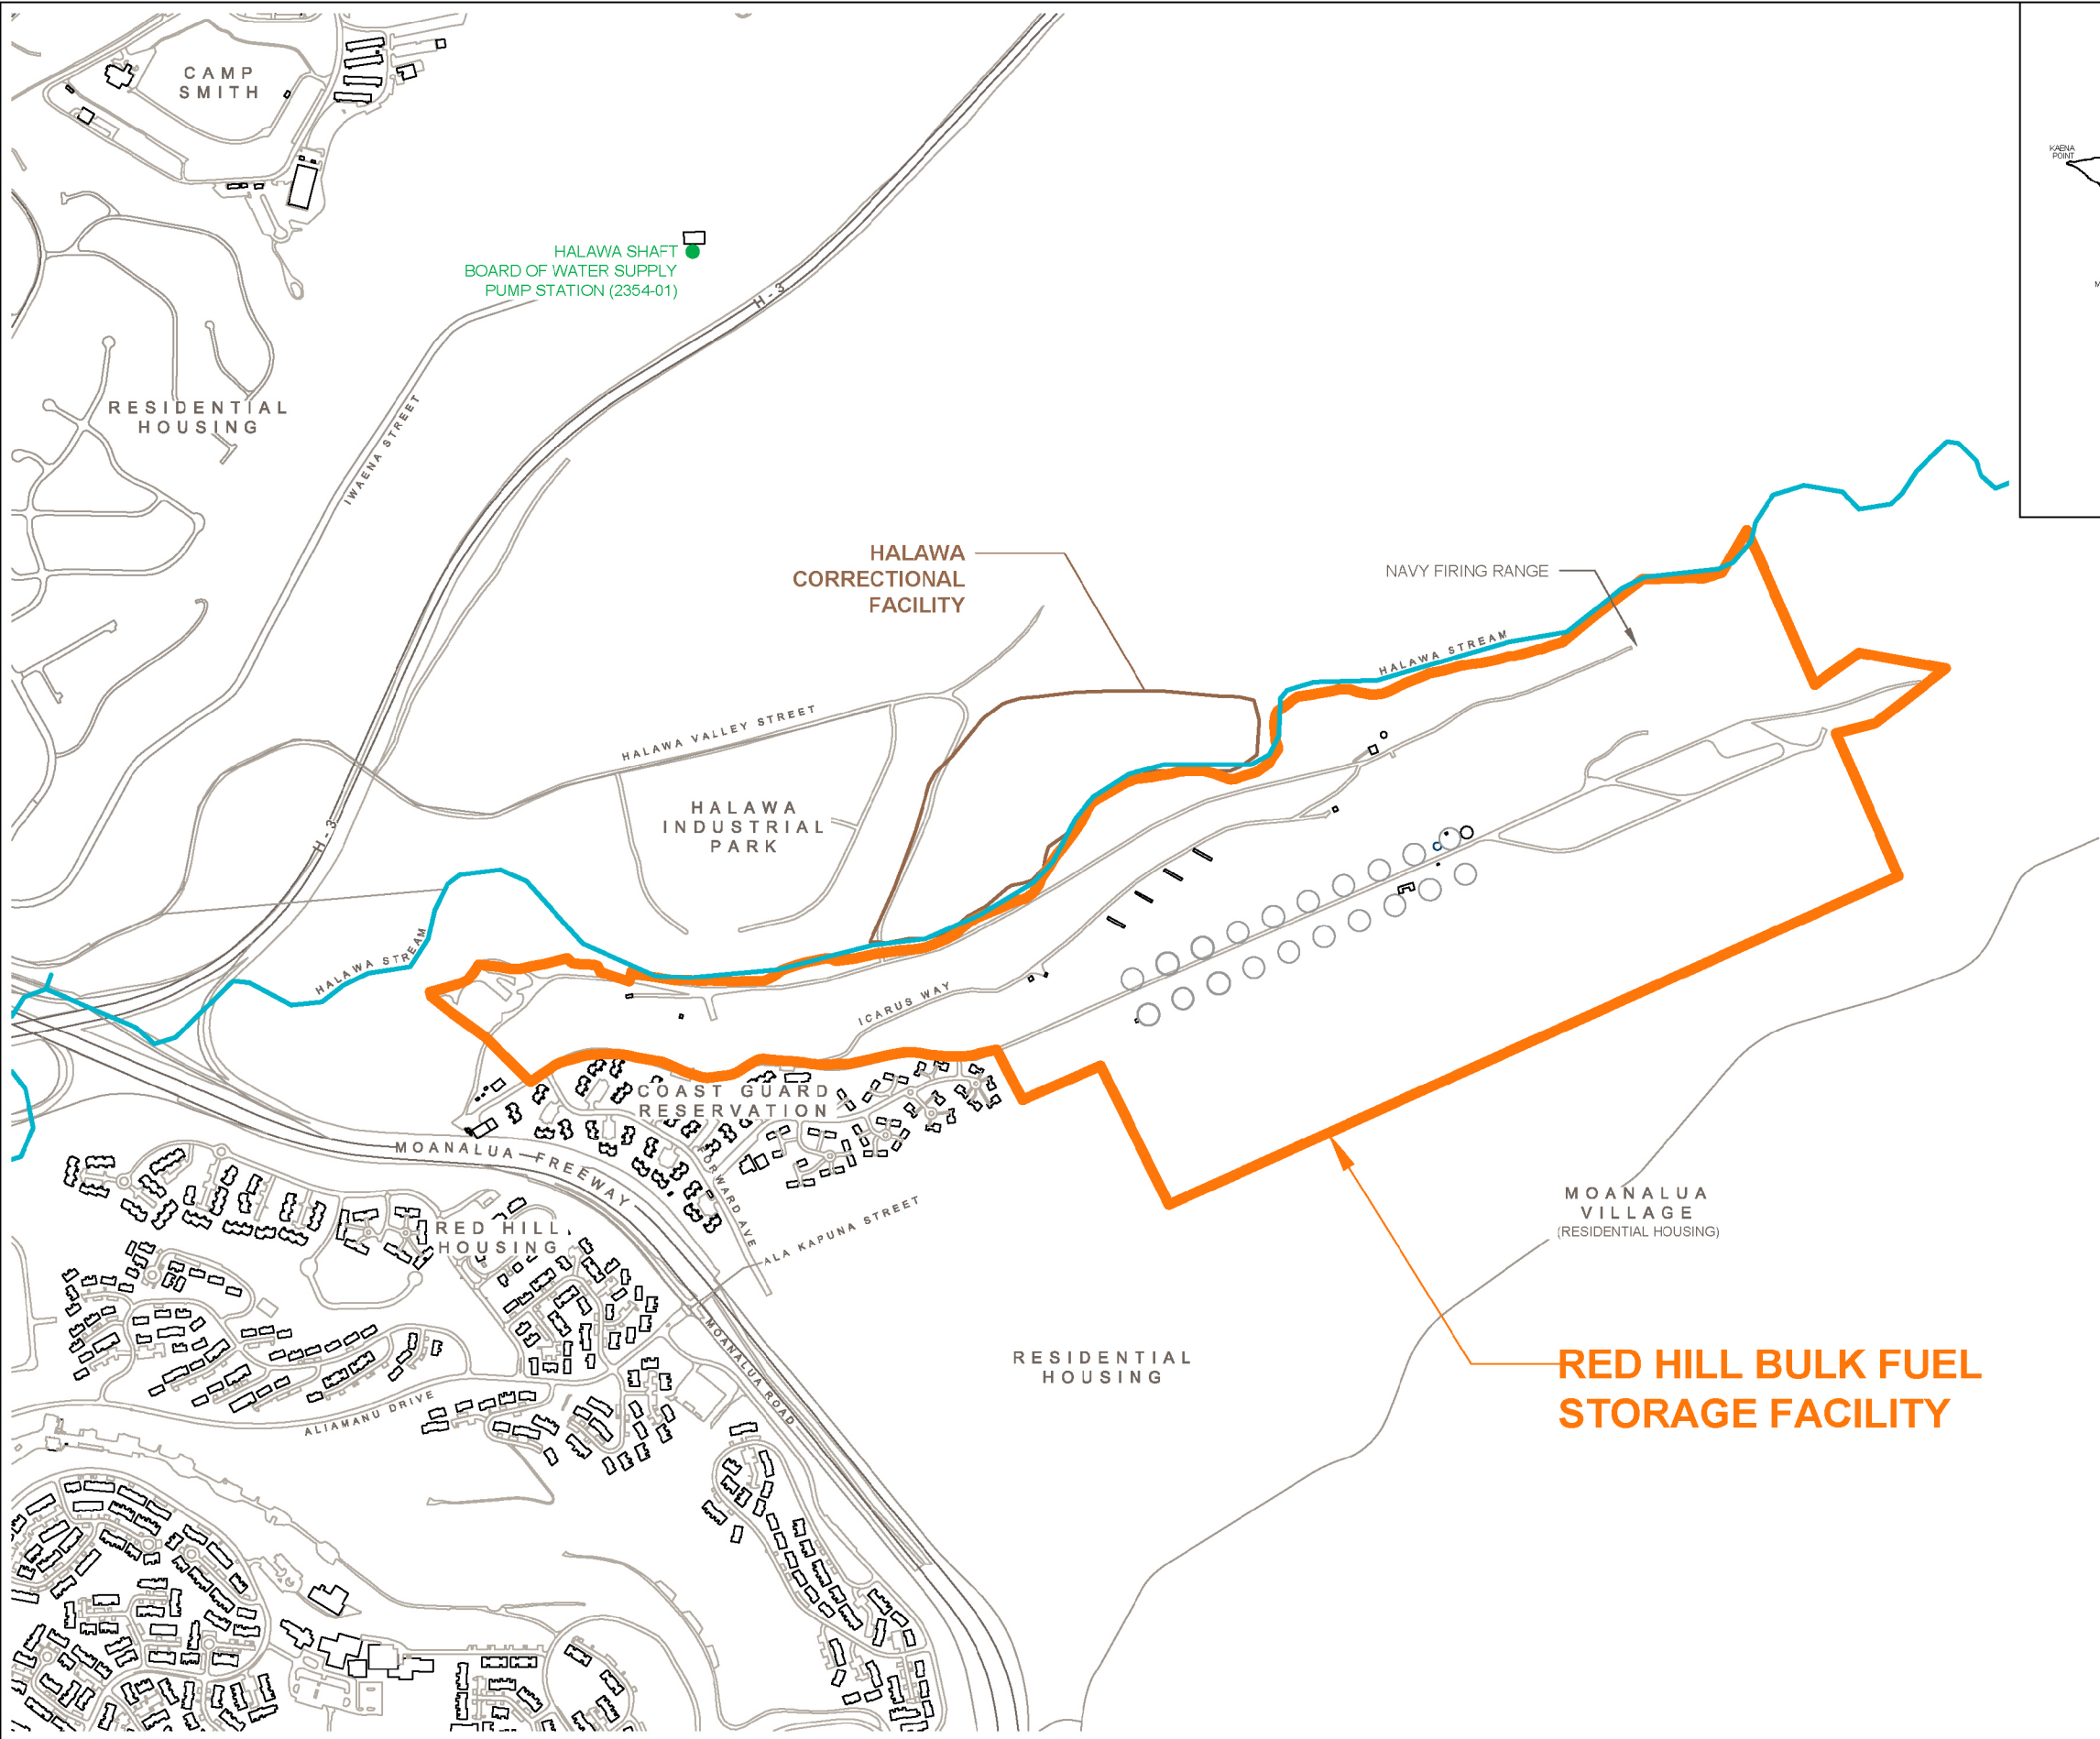 CAMP
SMITH
KAENA
POINT
HALAWA SHAFT
BOARD OF WATER SUPPLY
PUMP STATION (2354-01)
H-3
M
RESIDENTIAL
HOUSING
IWAENA STREET
HALAWA
CORRECTIONAL
FACILITY
NAVY FIRING RANGE
HALAWA STREAM
HALAWA VALLEY STREET
HALAWA
INDUSTRIAL
PARK
H-3
HALAWA STREAM
ICARUS WAY
COAST GUARD
RESERVATION
MOANALUA FREEWAY
FORWARD AVE
ALA KAPUNA STREET
RED HILL
HOUSING
MOANALUA
VILLAGE
(RESIDENTIAL HOUSING)
MOANALUA ROAD
RESIDENTIAL
HOUSING
RED HILL BULK FUEL
STORAGE FACILITY
ALIAMANU DRIVE